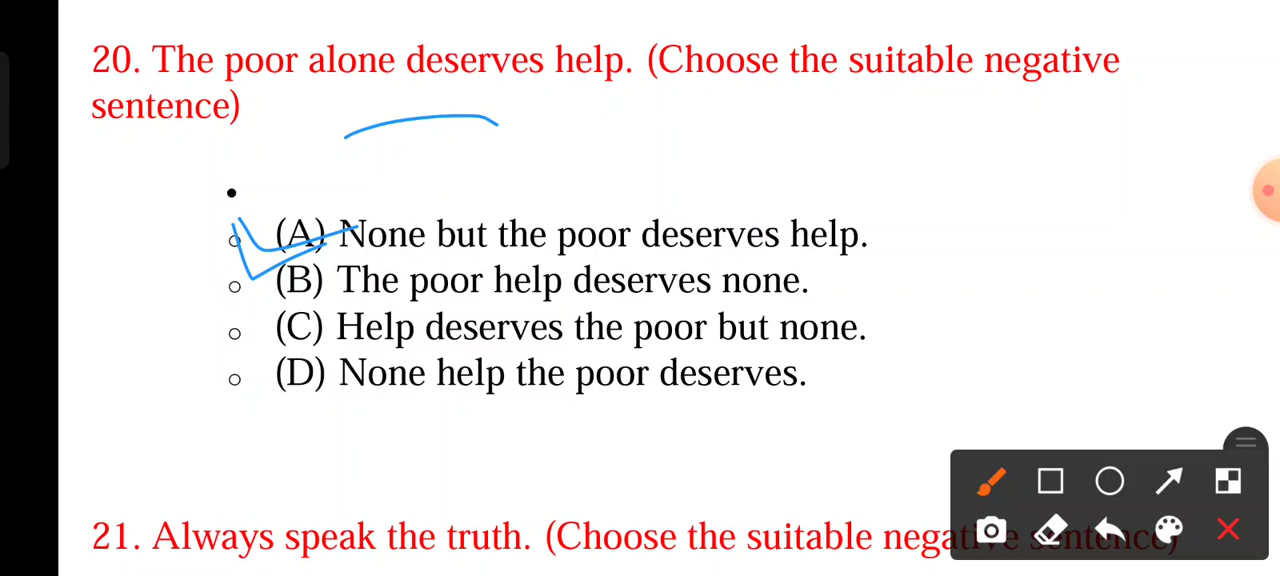 20. The poor alone deserves help. (Choose the suitable negative
sentence)
(A) None but the poor deserves help.
(B) The poor help deserves none.
(C) Help deserves the poor but none.
(D) None help the poor deserves.
21. Always speak the truth. (Choose the suitable negative sentence)